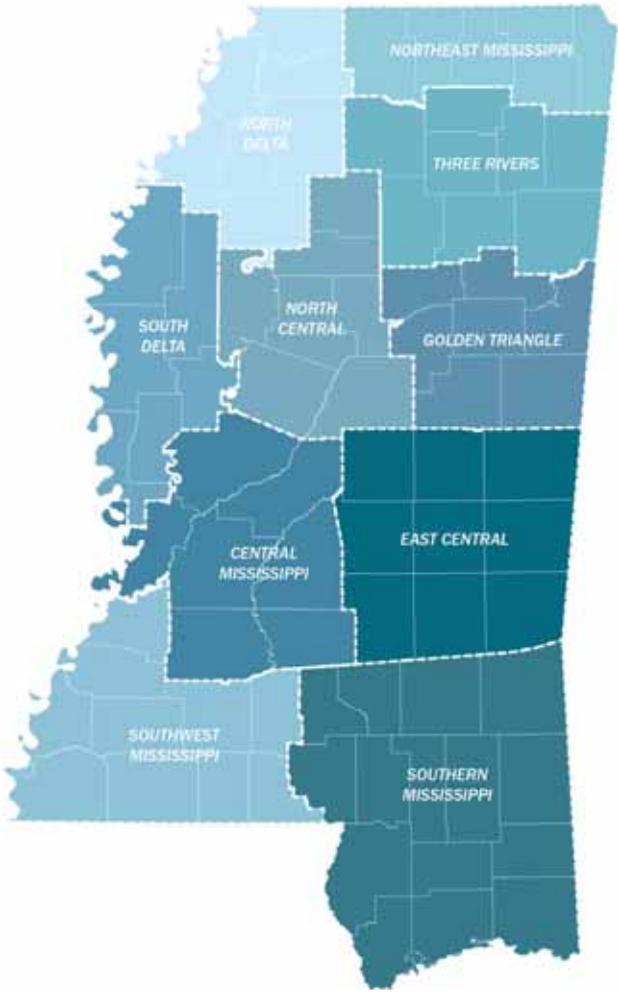 NORTHEAST MISSISSIPPI
NORTH
DELTA
THREE RIVERS
NORTH
CENTRAL
SOUTH
DELTA
GOLDEN TRIANGLE
EAST CENTRAL
CENTRAL
MISSISSIPPI
SOUTHWEST
MISSISSIPPI
SOUTHERN
MISSISSIPPI